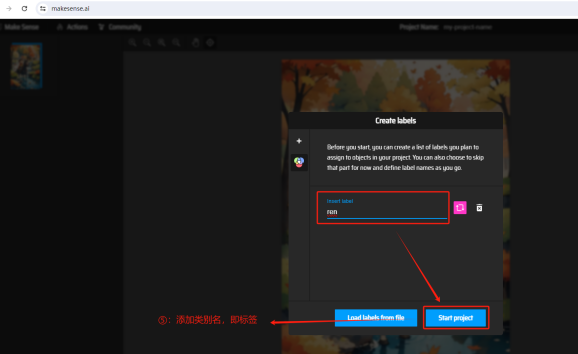 makesense.ai
Make Sense
Actions
Community
Project Name: my-project-name
Create labels
Before you start, you can create a list of labels you plan to
assign to objects in your project. You can also choose to skip
that part for now and define label names as you go.
Insert label
ren
Load labels from file
Start project
⑤：添加类别名，即标签